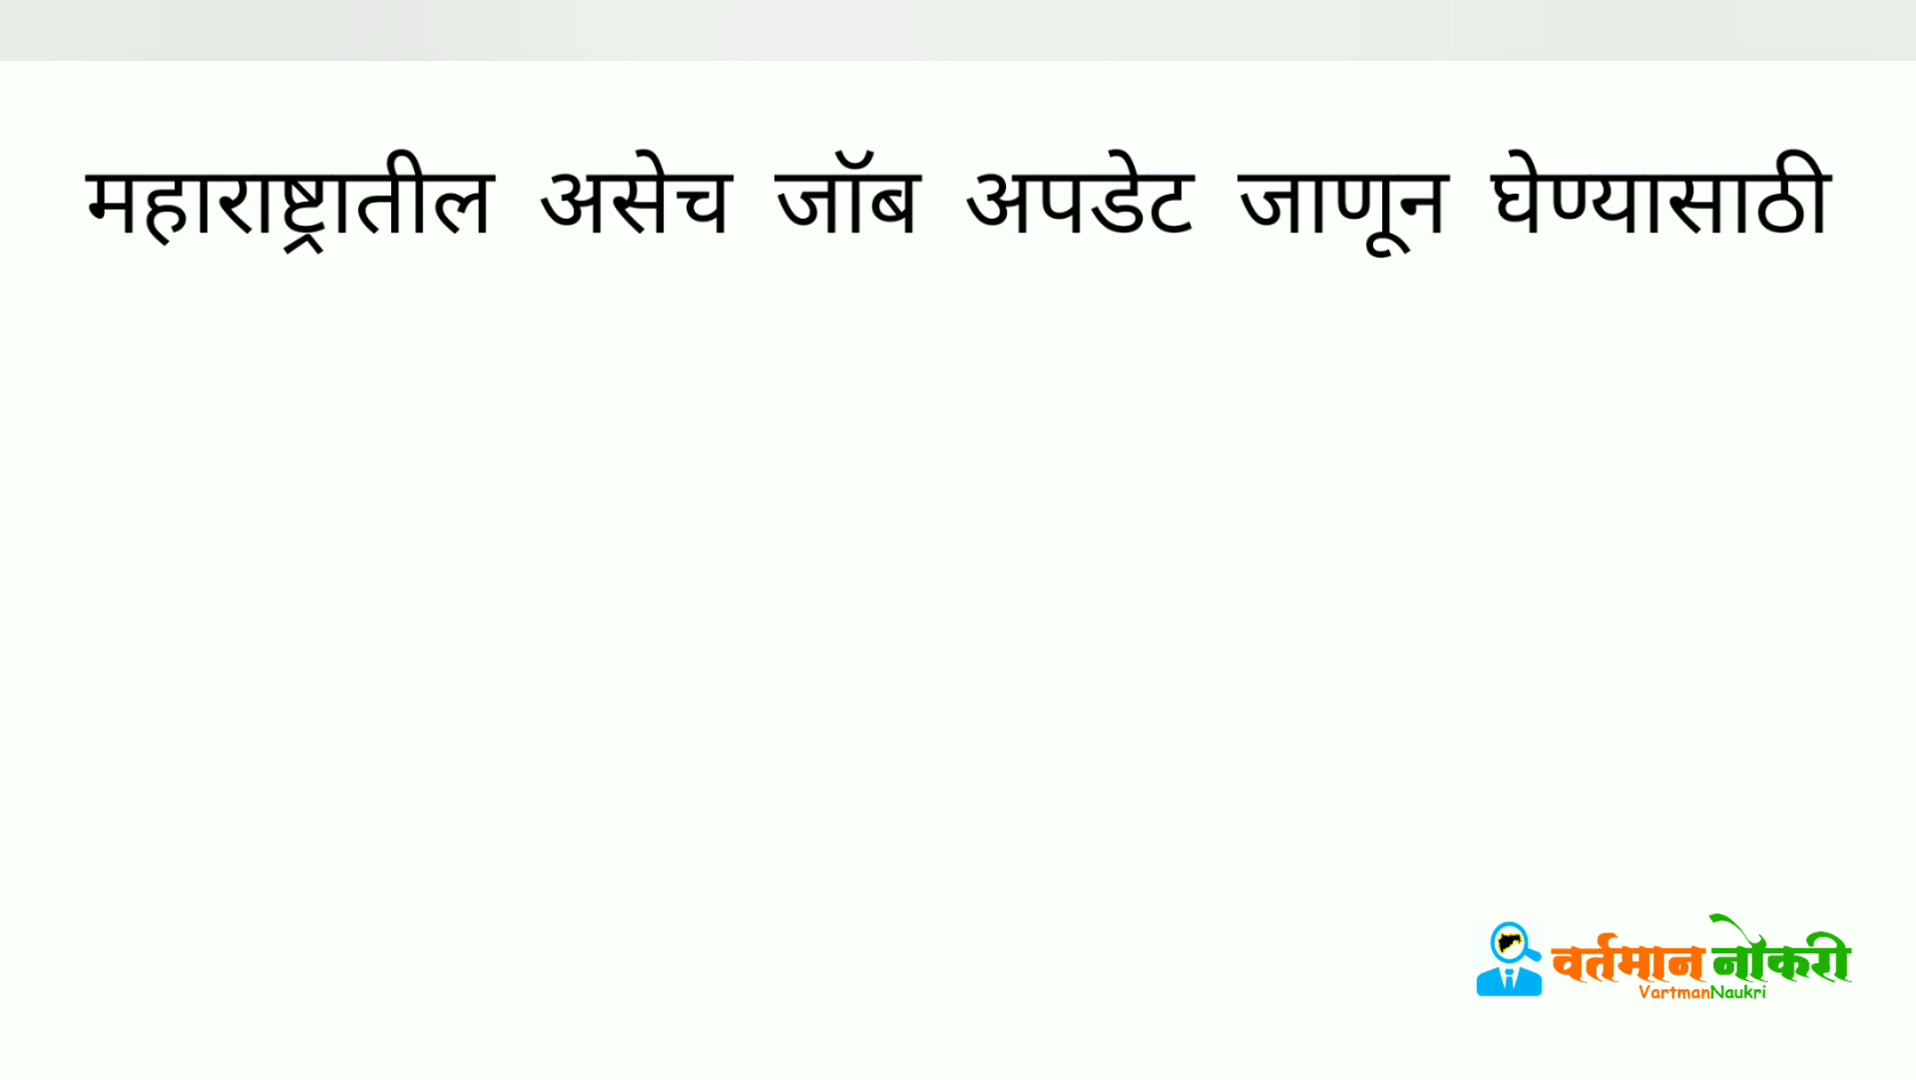 महाराष्ट्रातील असेच जॉब अपडेट जाणून घेण्यासाठी
वर्तमान नोकरी
VartmanNaukri